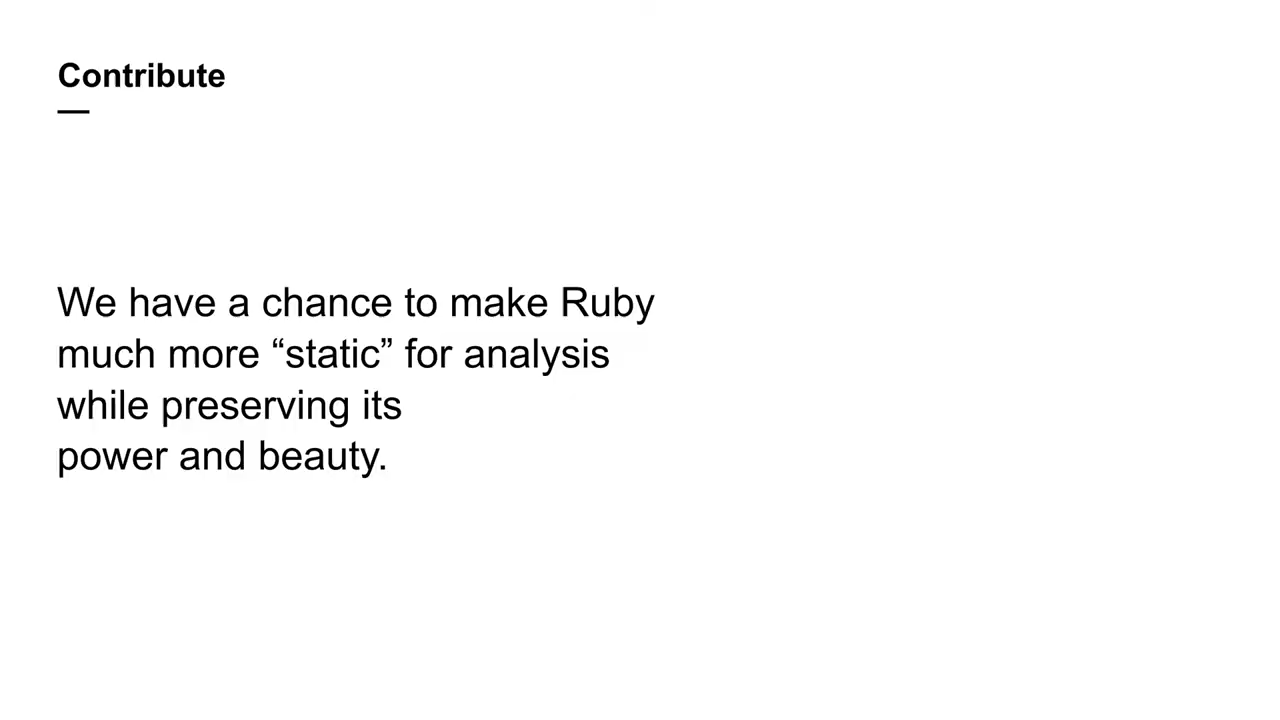 Contribute
We have a chance to make Ruby
much more “static” for analysis
while preserving its
power and beauty.